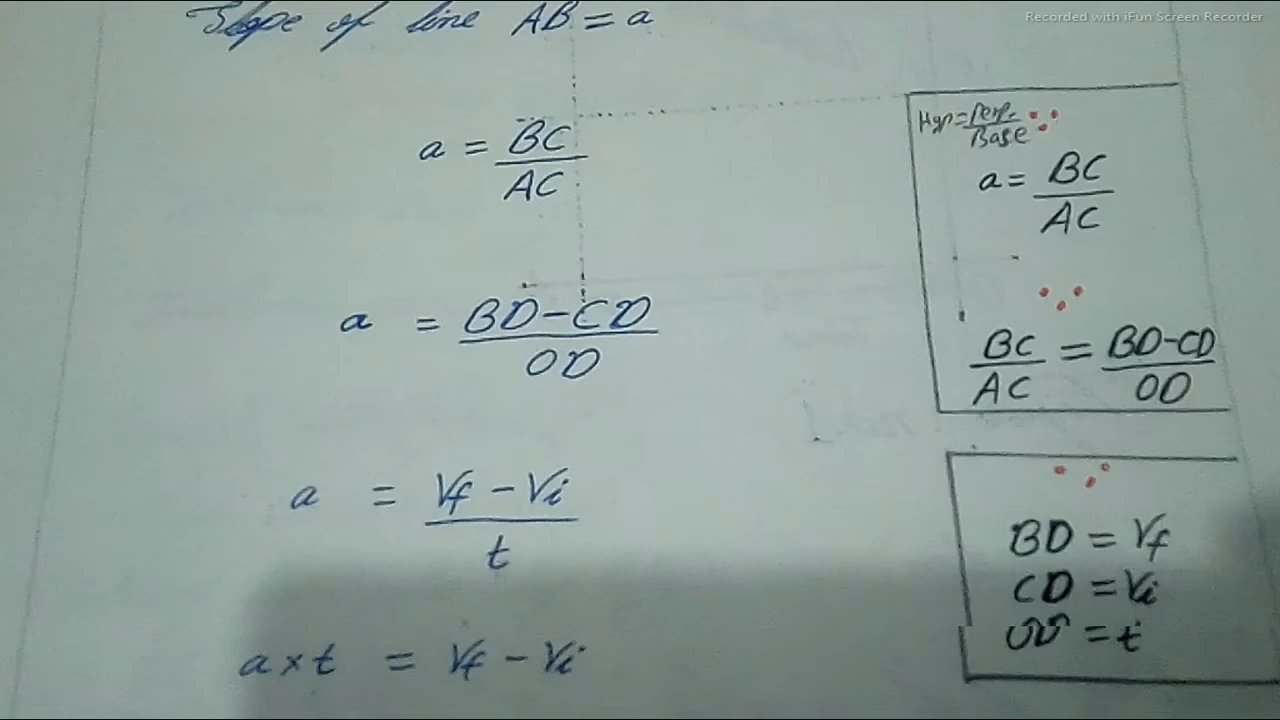 Recorded with iFun Screen Recorder
Slope of line AB = a
a = BC / AC
a = BD - CD / OD
a = Vf - Vi / t
a x t = Vf - Vi
Hyp = Perp. / Base ∵
a = BC / AC
∵
BC / AC = BD - CD / OD
∵
BD = Vf
CD = Vi
OD = t